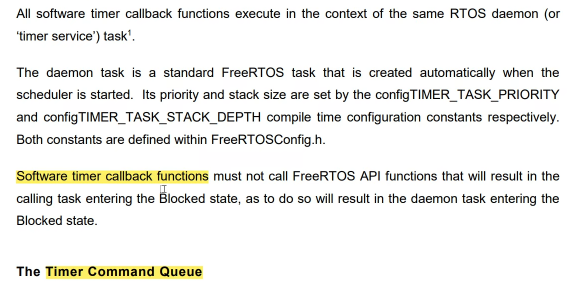 All software timer callback functions execute in the context of the same RTOS daemon (or
‘timer service’) task¹.
The daemon task is a standard FreeRTOS task that is created automatically when the
scheduler is started.  Its priority and stack size are set by the configTIMER_TASK_PRIORITY
and configTIMER_TASK_STACK_DEPTH compile time configuration constants respectively.
Both constants are defined within FreeRTOSConfig.h.
Software timer callback functions must not call FreeRTOS API functions that will result in the
calling task entering the Blocked state, as to do so will result in the daemon task entering the
Blocked state.
The Timer Command Queue